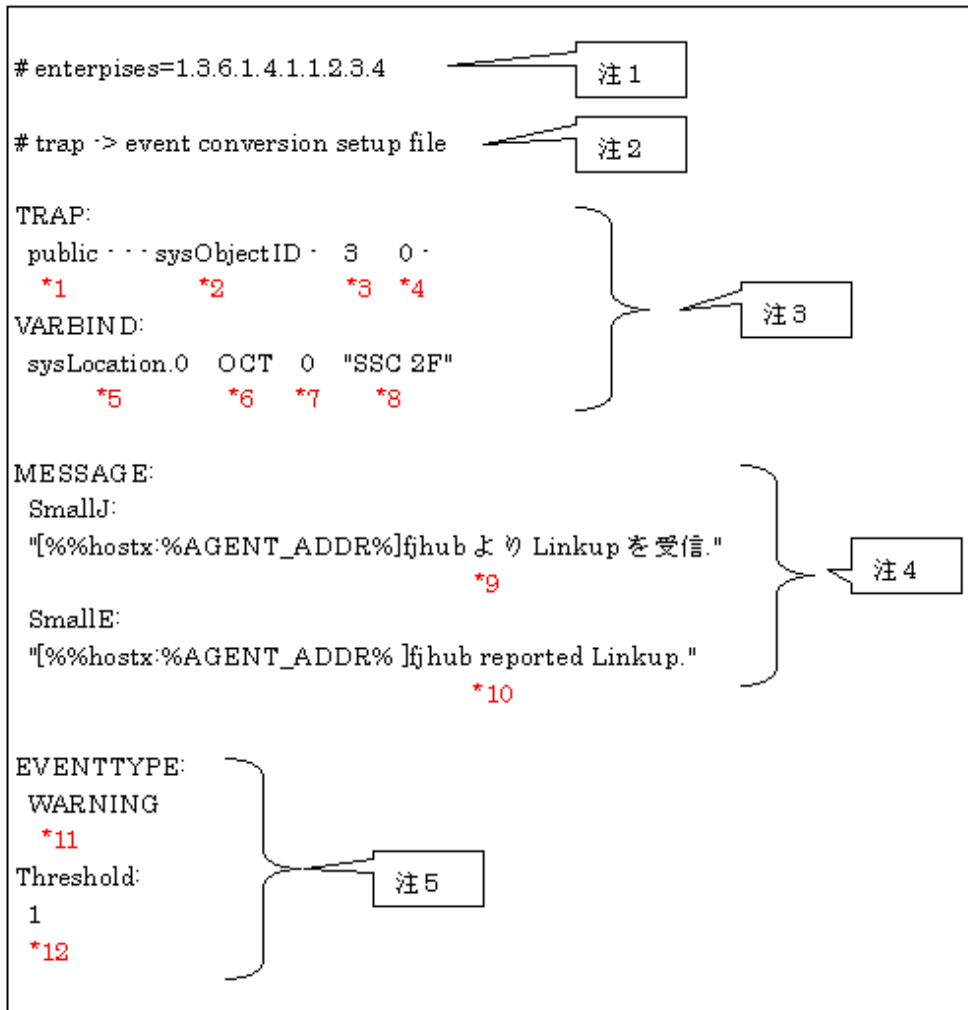 # enterpises=1.3.6.1.4.1.1.2.3.4
注１
# trap -> event conversion setup file
注２
TRAP:
public - - - sysObjectID - 3 0 -
*1 *2 *3 *4
注３
VARBIND:
sysLocation.0 OCT 0 "SSC 2F"
*5 *6 *7 *8
MESSAGE:
SmallJ:
"[%%hostx:%AGENT_ADDR%]fjhub より Linkup を受信."
*9
注４
SmallE:
"[%%hostx:%AGENT_ADDR% ]fjhub reported Linkup."
*10
EVENTTYPE:
WARNING
*11
注５
Threshold:
1
*12